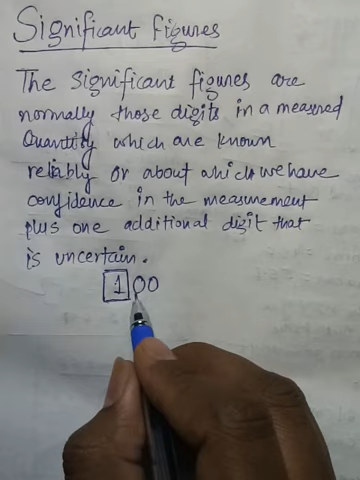 Significant figures
The Significant figures are
normally those digits in a measured
Quantity which are known
reliably or about which we have
confidence in the measurement
plus one additional digit that
is uncertain.
100